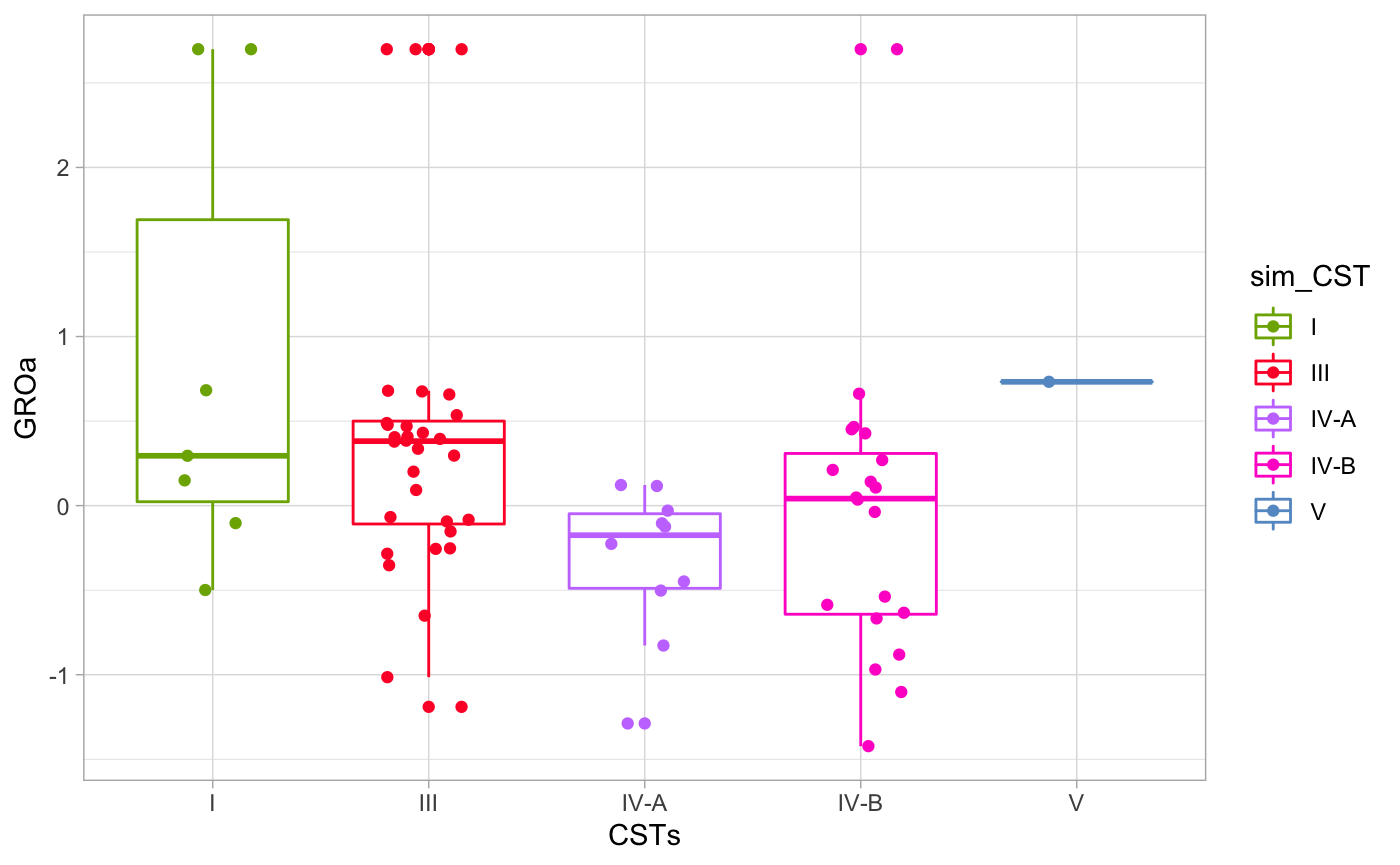 GROa
2
1
0
-1
I III IV-A IV-B V
CSTs
sim_CST
I
III
IV-A
IV-B
V